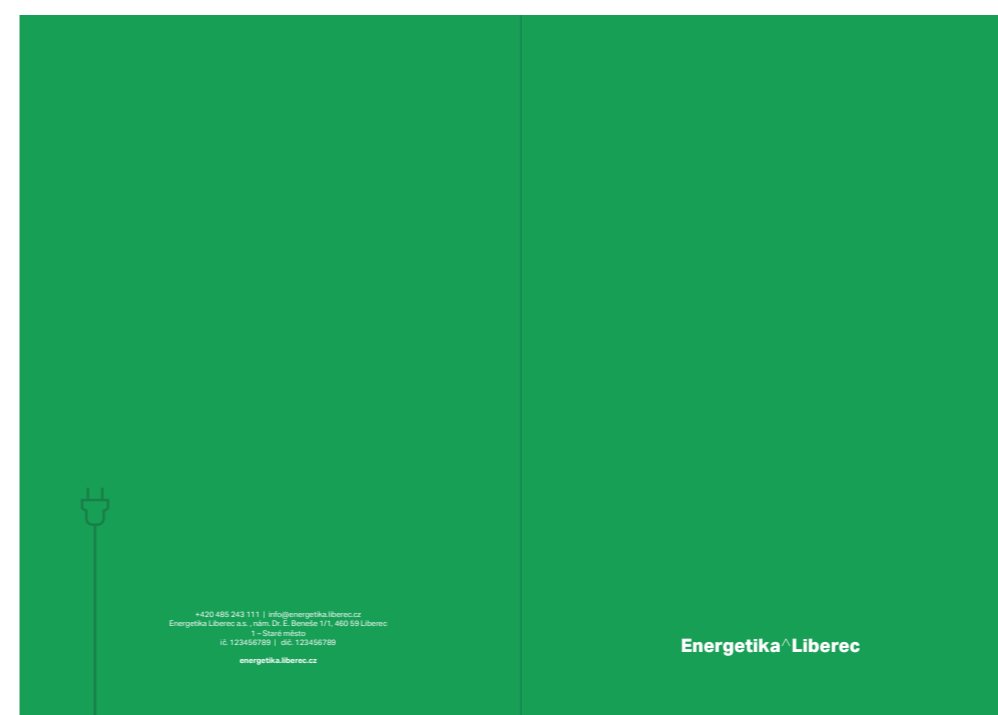 +420 485 243 111 | info@energetika.liberec.cz
Energetika Liberec a.s. , nám. Dr. E. Beneše 1/1, 460 59 Liberec
1 – Staré město
ič. 123456789 | dič. 123456789
energetika.liberec.cz
Energetika^Liberec